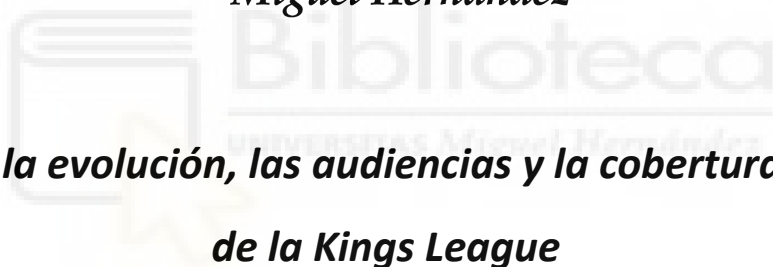 Miguel Hernández
Biblioteca
UNIVERSITAS Miguel Hernández
la evolución, las audiencias y la cobertura
de la Kings League